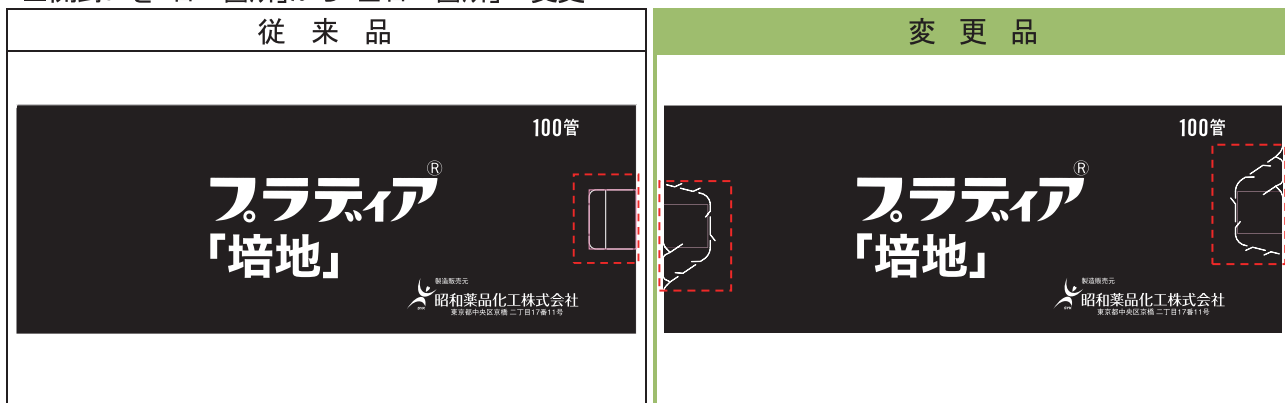 従 来 品
変 更 品
100管
プラディア®
「培地」
製造販売元
昭和薬品化工株式会社
東京都中央区京橋 二丁目17番11号
100管
プラディア®
「培地」
製造販売元
昭和薬品化工株式会社
東京都中央区京橋 二丁目17番11号